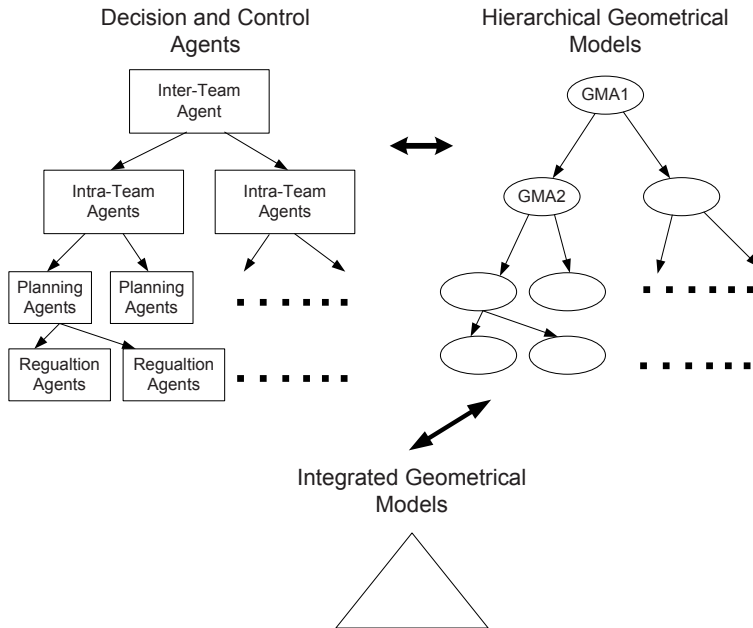 Decision and Control
Agents
Hierarchical Geometrical
Models
Inter-Team
Agent
GMA1
Intra-Team
Agents
Intra-Team
Agents
GMA2
Planning
Agents
Planning
Agents
Regualtion
Agents
Regualtion
Agents
Integrated Geometrical
Models